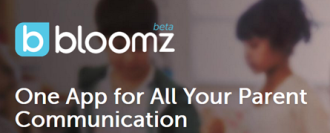 beta
b bloomz
One App for All Your Parent
Communication